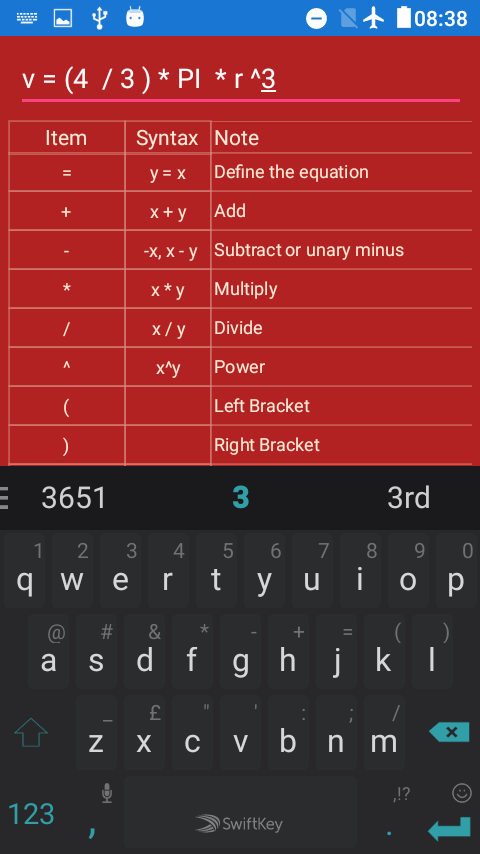 08:38
v = (4 / 3 ) * PI * r ^3
Item Syntax Note
= y = x Define the equation
+ x + y Add
- -x, x - y Subtract or unary minus
* x * y Multiply
/ x / y Divide
^ x^y Power
( Left Bracket
) Right Bracket
3651 3 3rd
1 2 3 4 5 6 7 8 9 0
q w e r t y u i o p
@ # & * - + = ( )
a s d f g h j k l
_ £ " ' : ; /
z x c v b n m
,!?
123 , SwiftKey .